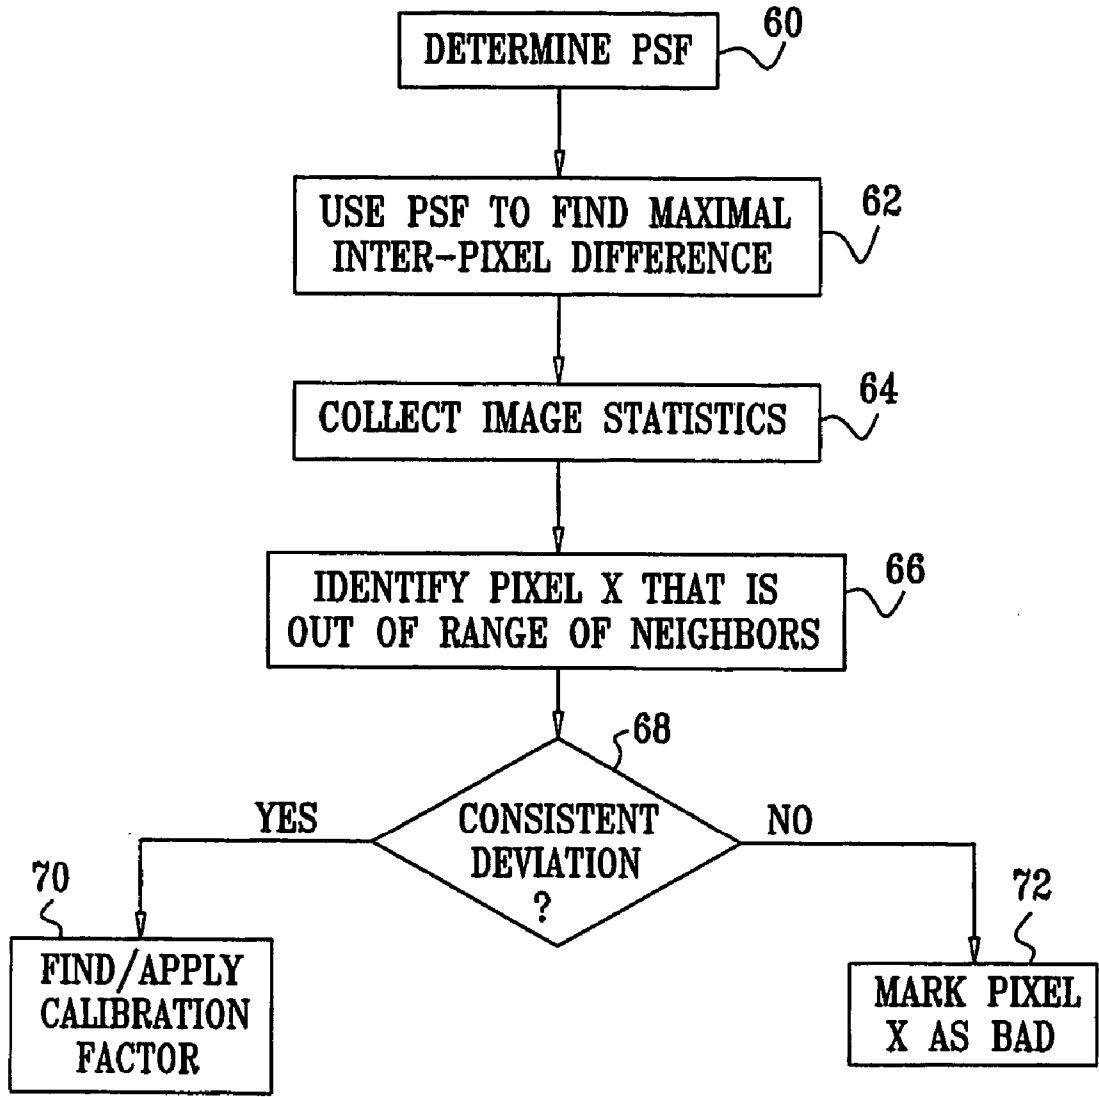 DETERMINE PSF
60
USE PSF TO FIND MAXIMAL
INTER-PIXEL DIFFERENCE
62
COLLECT IMAGE STATISTICS
64
IDENTIFY PIXEL X THAT IS
OUT OF RANGE OF NEIGHBORS
66
68
CONSISTENT
DEVIATION
?
YES
NO
70
FIND/APPLY
CALIBRATION
FACTOR
72
MARK PIXEL
X AS BAD